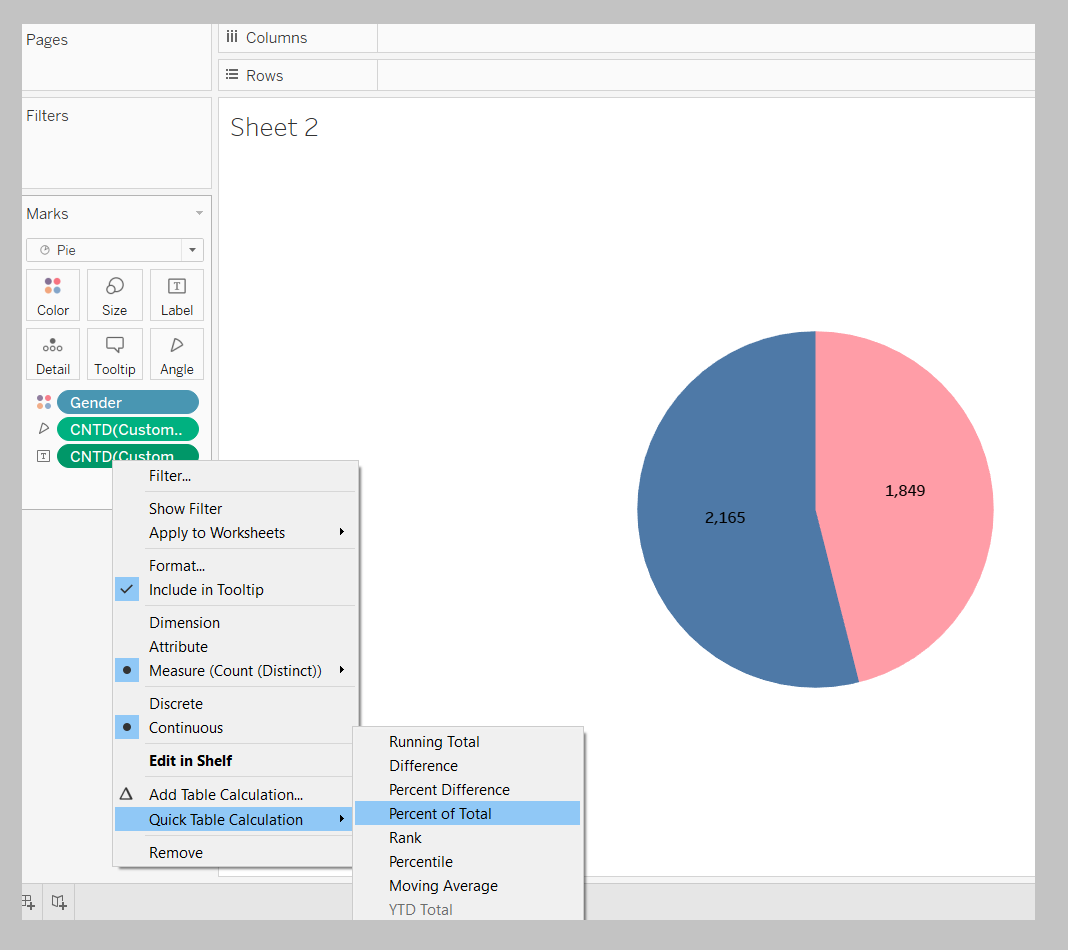 Pages
Columns
Rows
Filters
Sheet 2
Marks
Pie
Color Size Label
Detail Tooltip Angle
Gender
CNTD(Custom..
CNTD(Custom
1,849
2,165
Filter...
Show Filter
Apply to Worksheets
Format...
Include in Tooltip
Dimension
Attribute
Measure (Count (Distinct))
Discrete
Continuous
Edit in Shelf
Add Table Calculation...
Quick Table Calculation
Remove
Running Total
Difference
Percent Difference
Percent of Total
Rank
Percentile
Moving Average
YTD Total